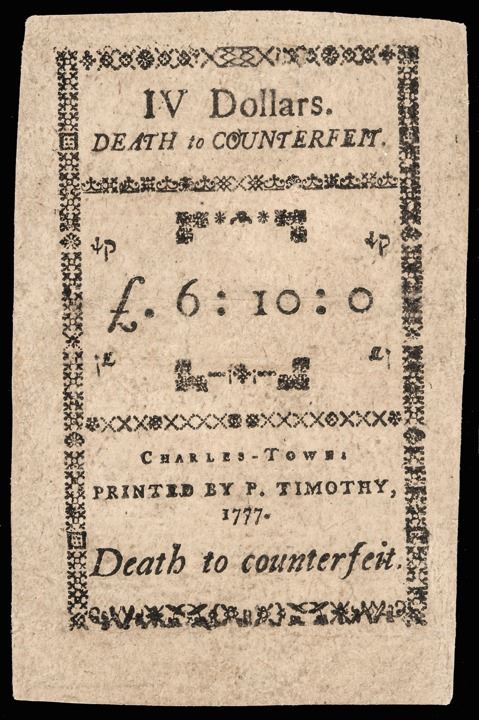 IV Dollars.
DEATH to COUNTERFEIT.
£. 6: 10: 0
CHARLES-TOWN:
PRINTED BY P. TIMOTHY,
1777.
Death to counterfeit.